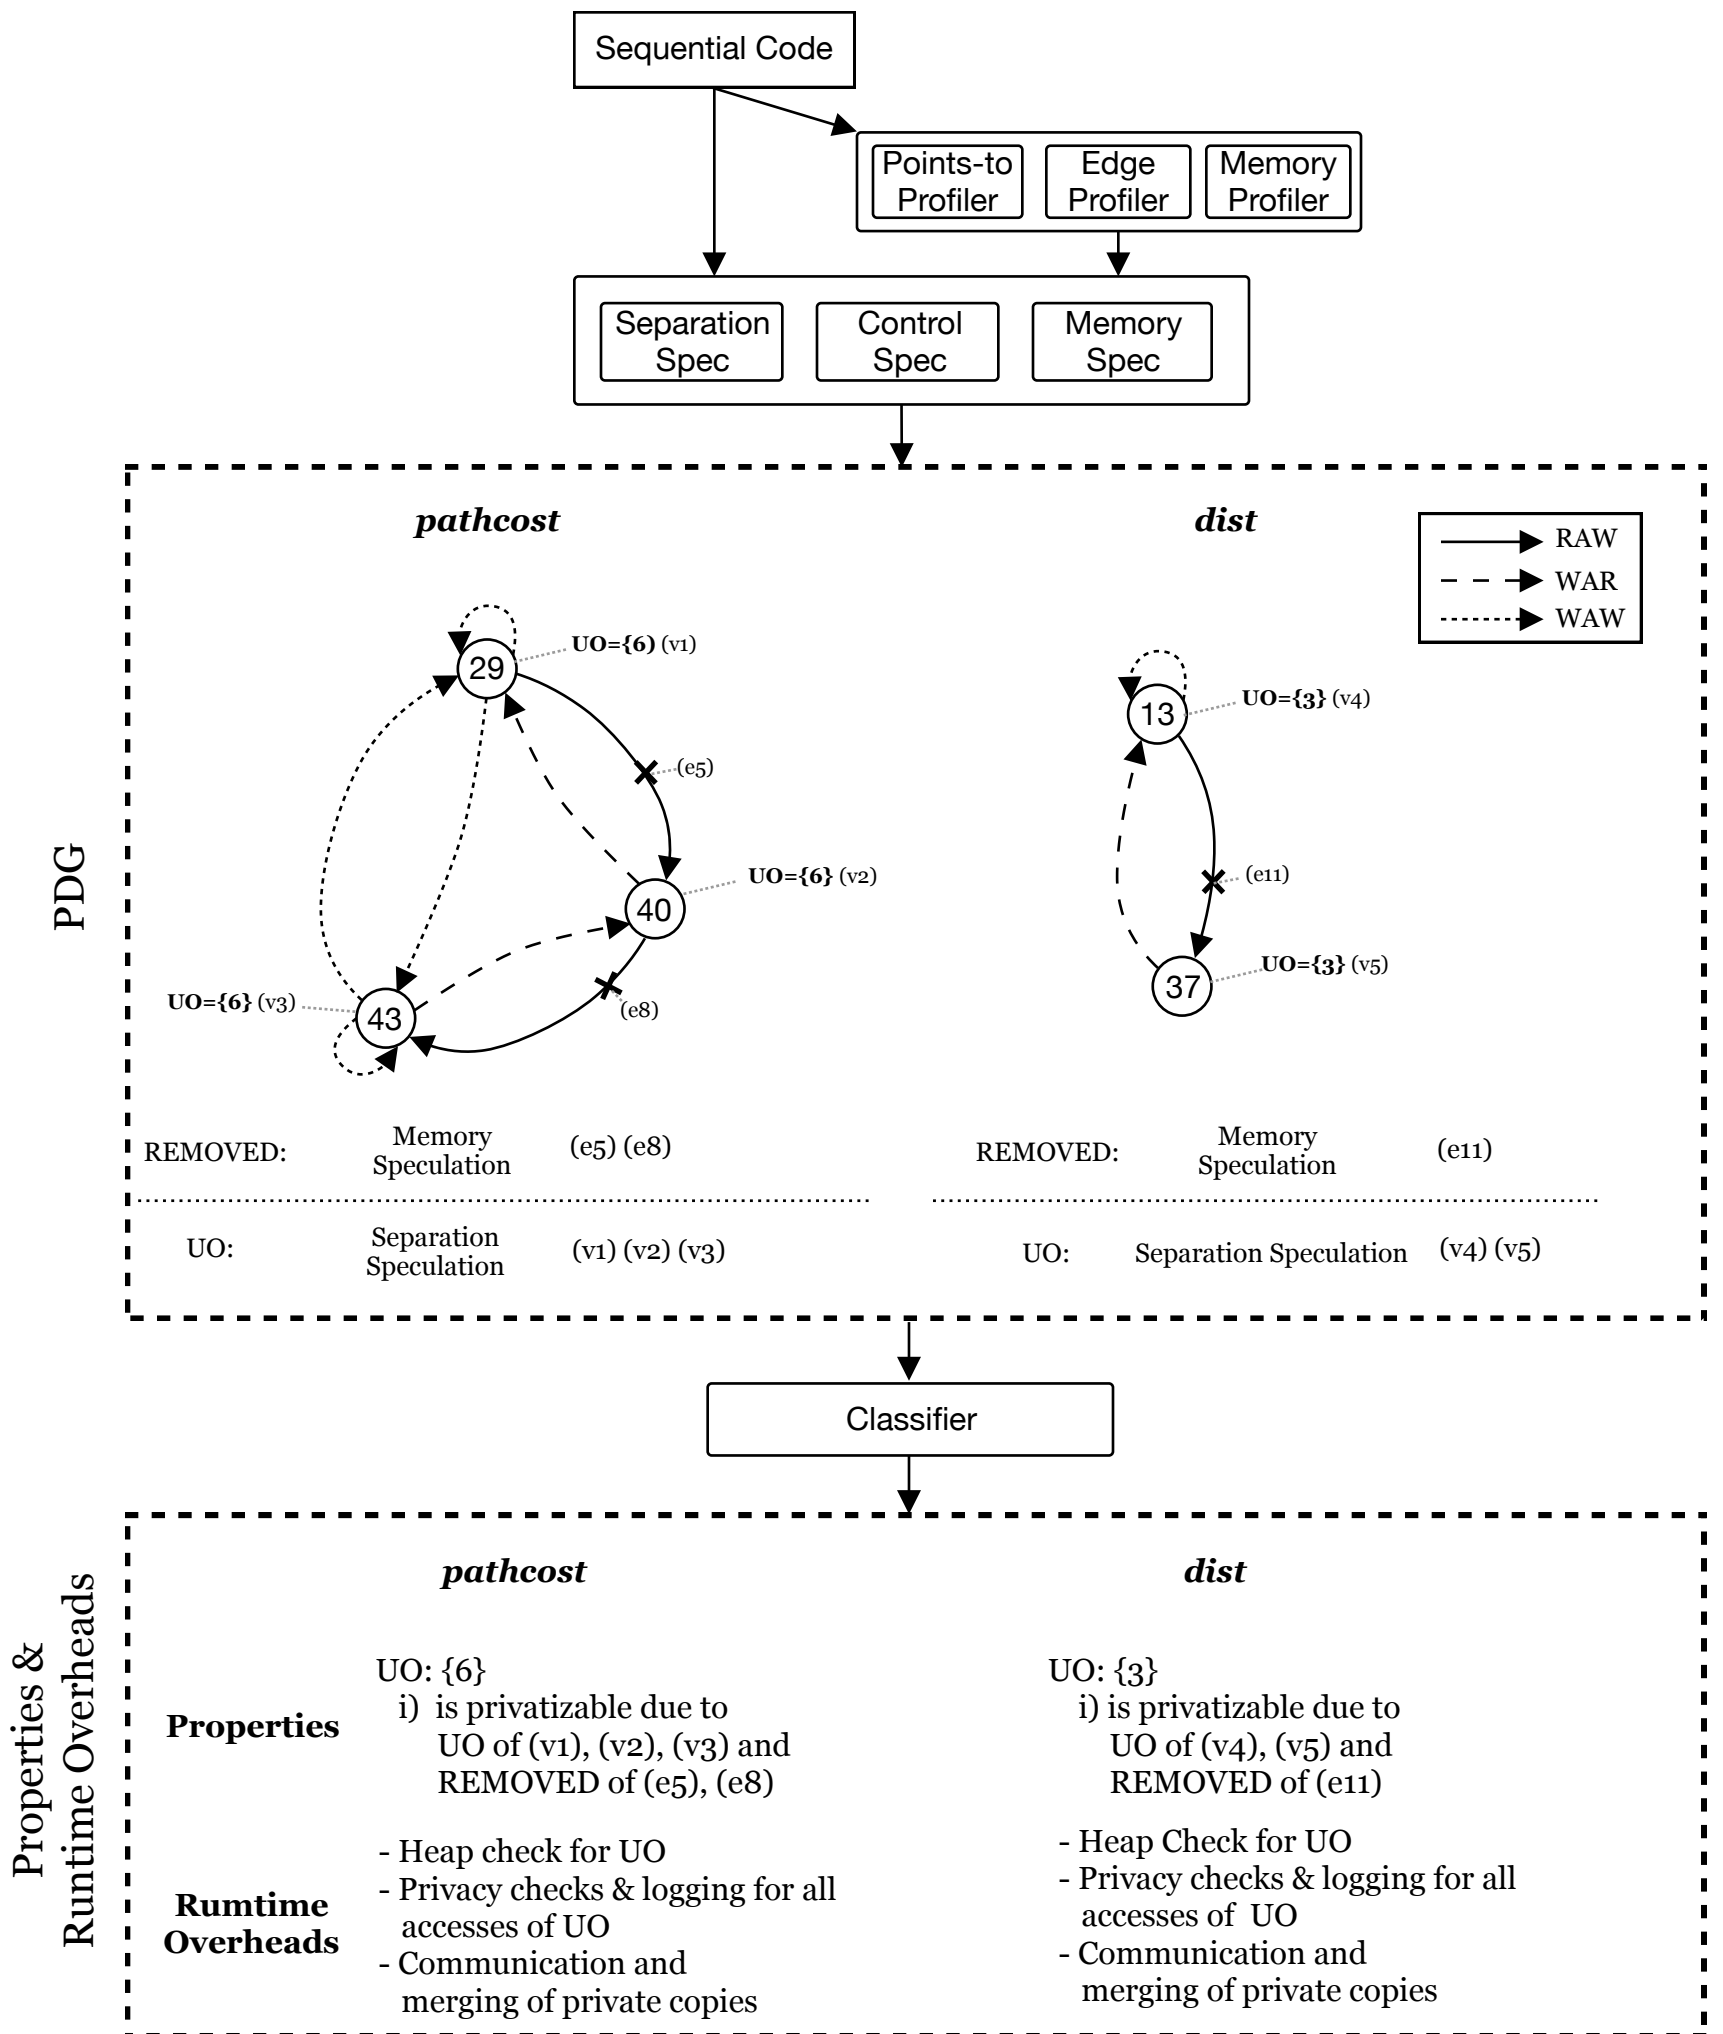 Sequential Code
Points-to
Profiler
Edge
Profiler
Memory
Profiler
Separation
Spec
Control
Spec
Memory
Spec
PDG
pathcost
dist
RAW
WAR
WAW
29
UO={6) (v1)
(e5)
40
UO={6} (v2)
43
UO={6} (v3)
(e8)
13
UO={3} (v4)
(e11)
37
UO={3} (v5)
REMOVED:
Memory
Speculation
(e5) (e8)
UO:
Separation
Speculation
(v1) (v2) (v3)
REMOVED:
Memory
Speculation
(e11)
UO:
Separation Speculation
(v4) (v5)
Classifier
Properties &
Runtime Overheads
pathcost
dist
Properties
UO: {6}
i) is privatizable due to
UO of (v1), (v2), (v3) and
REMOVED of (e5), (e8)
UO: {3}
i) is privatizable due to
UO of (v4), (v5) and
REMOVED of (e11)
Rumtime
Overheads
- Heap check for UO
- Privacy checks & logging for all
accesses of UO
- Communication and
merging of private copies
- Heap Check for UO
- Privacy checks & logging for all
accesses of UO
- Communication and
merging of private copies